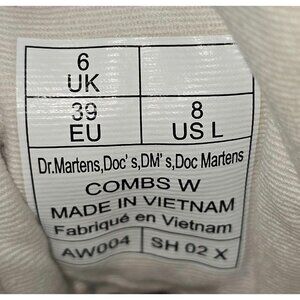 6
UK
39
EU
8
US L
Dr.Martens,Doc's,DM's,Doc Martens
COMBS W
MADE IN VIETNAM
Fabriqué en Vietnam
AW004
SH 02 X